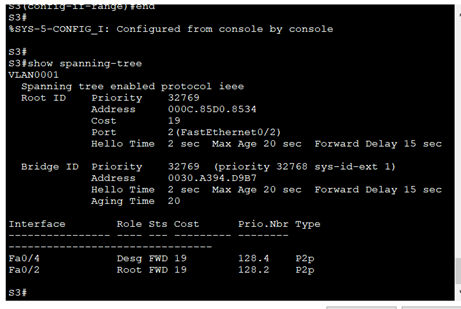 S3(config-if-range)#end
S3#
%SYS-5-CONFIG_I: Configured from console by console
S3#
S3#show spanning-tree
VLAN0001
Spanning tree enabled protocol ieee
Root ID Priority 32769
Address 000C.85D0.8534
Cost 19
Port 2(FastEthernet0/2)
Hello Time 2 sec Max Age 20 sec Forward Delay 15 sec
Bridge ID Priority 32769 (priority 32768 sys-id-ext 1)
Address 0030.A394.D9B7
Hello Time 2 sec Max Age 20 sec Forward Delay 15 sec
Aging Time 20
Interface Role Sts Cost Prio.Nbr Type
---------------- ---- --- --------- --------
--------------------------------
Fa0/4 Desg FWD 19 128.4 P2p
Fa0/2 Root FWD 19 128.2 P2p
S3#